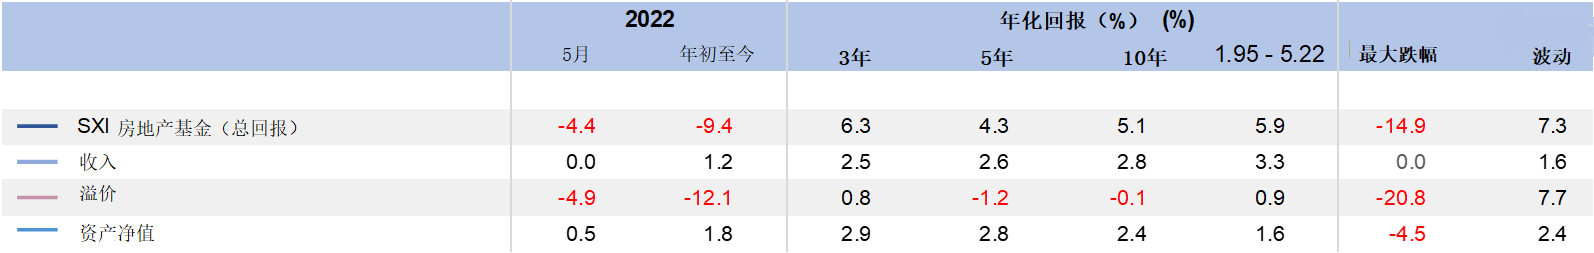 2022 年化回报（%） (%)
5月 年初至今 3年 5年 10年 1.95 - 5.22 最大跌幅 波动
SXI 房地产基金（总回报） -4.4 -9.4 6.3 4.3 5.1 5.9 -14.9 7.3
收入 0.0 1.2 2.5 2.6 2.8 3.3 0.0 1.6
溢价 -4.9 -12.1 0.8 -1.2 -0.1 0.9 -20.8 7.7
资产净值 0.5 1.8 2.9 2.8 2.4 1.6 -4.5 2.4